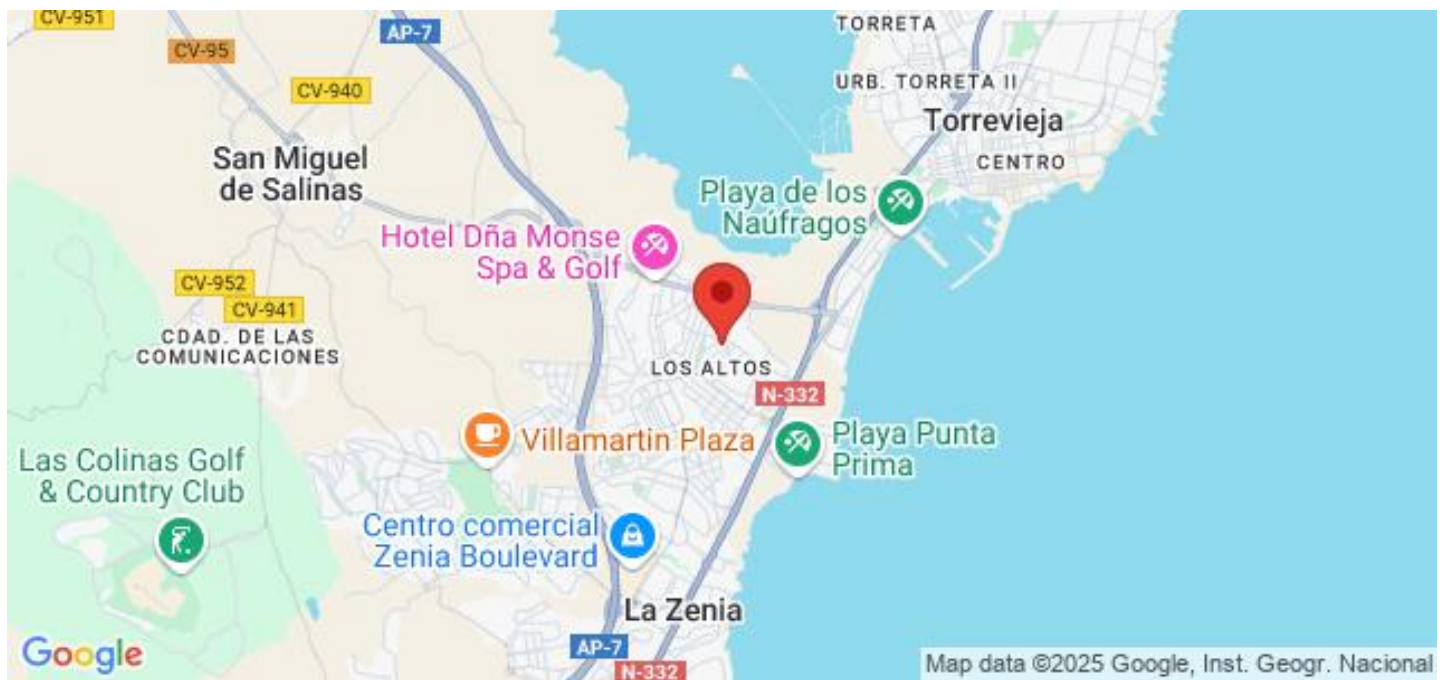 CV-951
TORRETA
AP-7
CV-95
URB. TORRETA II
CV-940
Torrevieja
CENTRO
San Miguel
de Salinas
Playa de los
Naúfragos
Hotel Dña Monse
Spa & Golf
CV-952
CV-941
CDAD. DE LAS
COMUNICACIONES
LOS ALTOS
N-332
Villamartin Plaza
Playa Punta
Prima
Las Colinas Golf
& Country Club
Centro comercial
Zenia Boulevard
La Zenia
AP-7
N-332
Google
Map data ©2025 Google, Inst. Geogr. Nacional